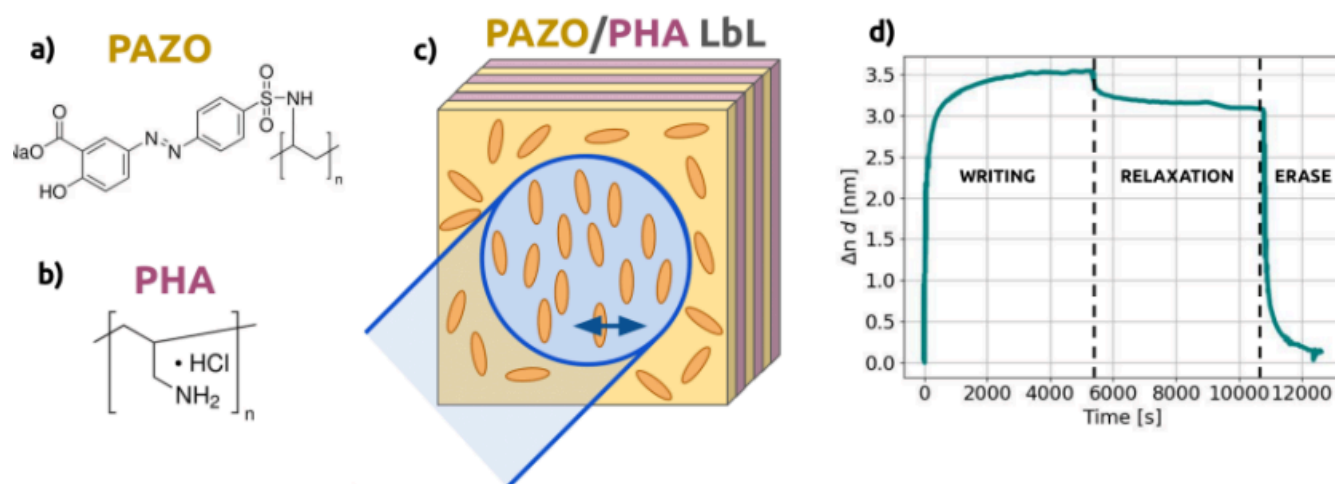 a)
PAZO
O
S
O
NH
O
NaO
HO
N
N
n
b)
PHA
• HCl
NH2
n
c)
PAZO/PHA LbL
d)
Δn d [nm]
3.5
3.0
2.5
2.0
1.5
1.0
0.5
0.0
WRITING
RELAXATION
ERASE
0
2000
4000
6000
8000
10000
12000
Time [s]